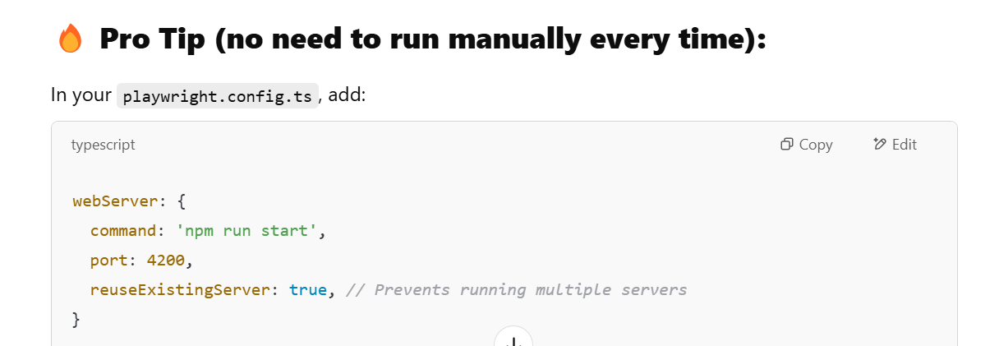 🔥 Pro Tip (no need to run manually every time):
In your playwright.config.ts, add:
typescript Copy Edit
webServer: {
  command: 'npm run start',
  port: 4200,
  reuseExistingServer: true, // Prevents running multiple servers
}